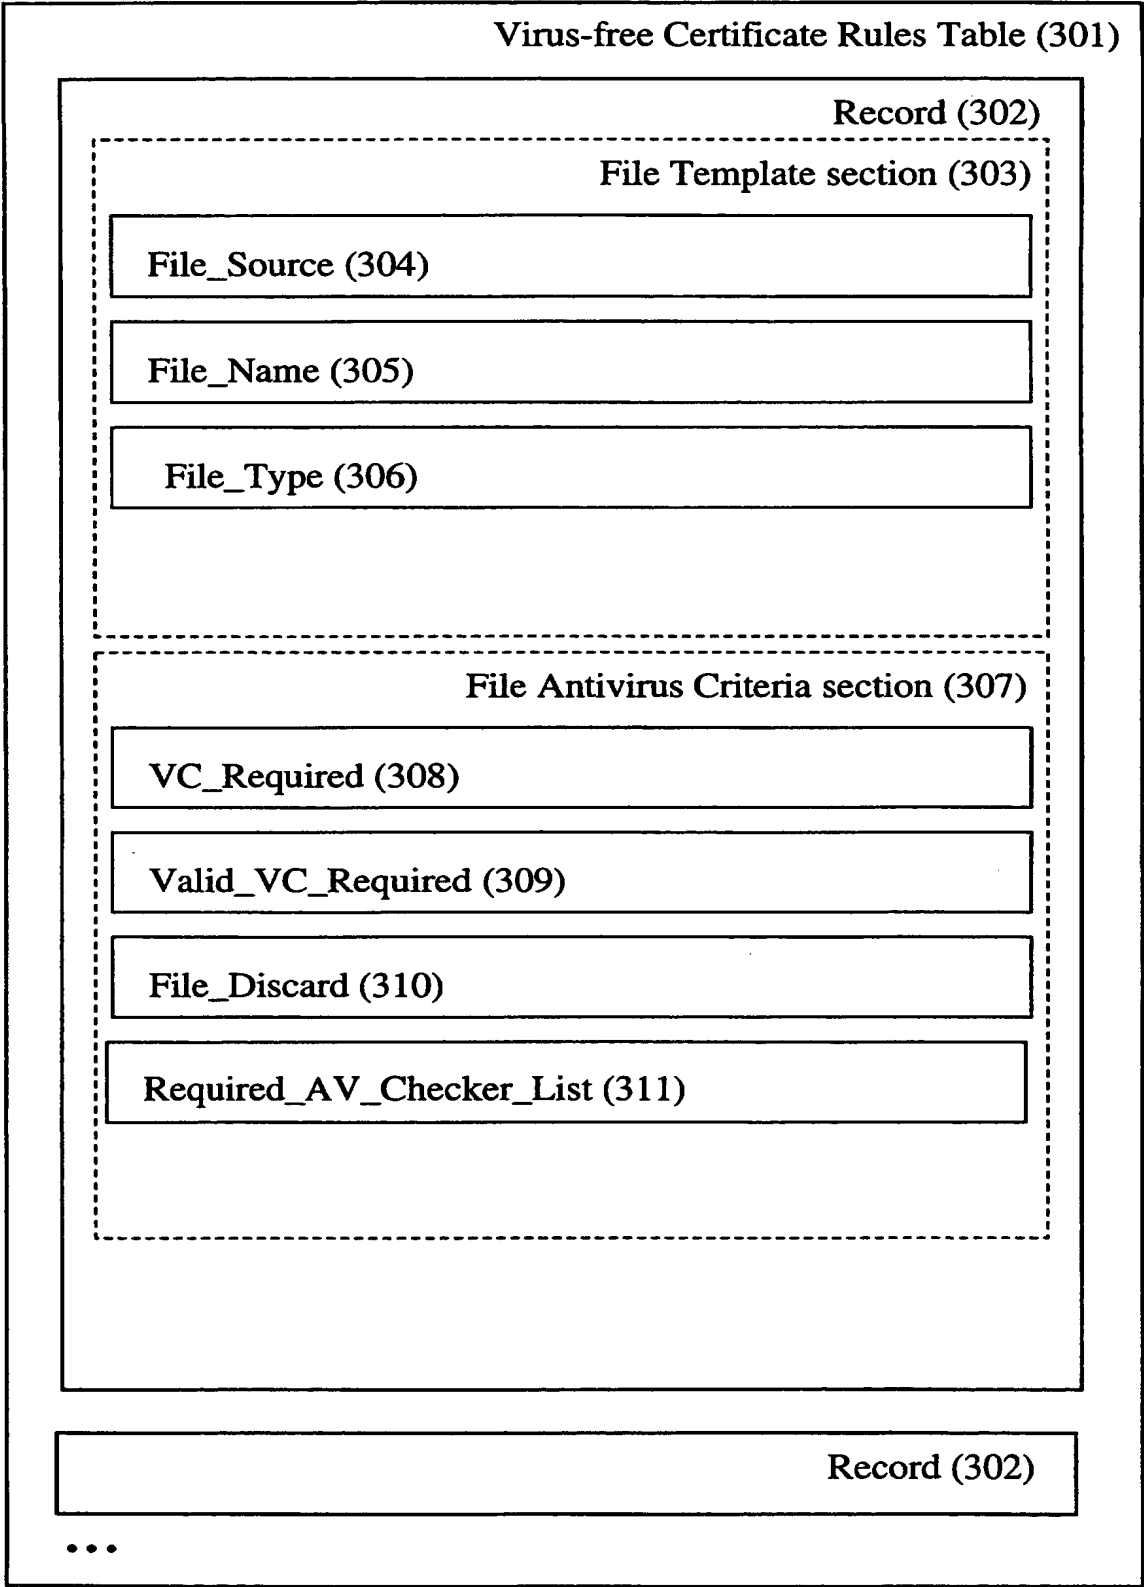 Virus-free Certificate Rules Table (301)
Record (302)
File Template section (303)
File_Source (304)
File_Name (305)
File_Type (306)
File Antivirus Criteria section (307)
VC_Required (308)
Valid_VC_Required (309)
File_Discard (310)
Required_AV_Checker_List (311)
Record (302)
...